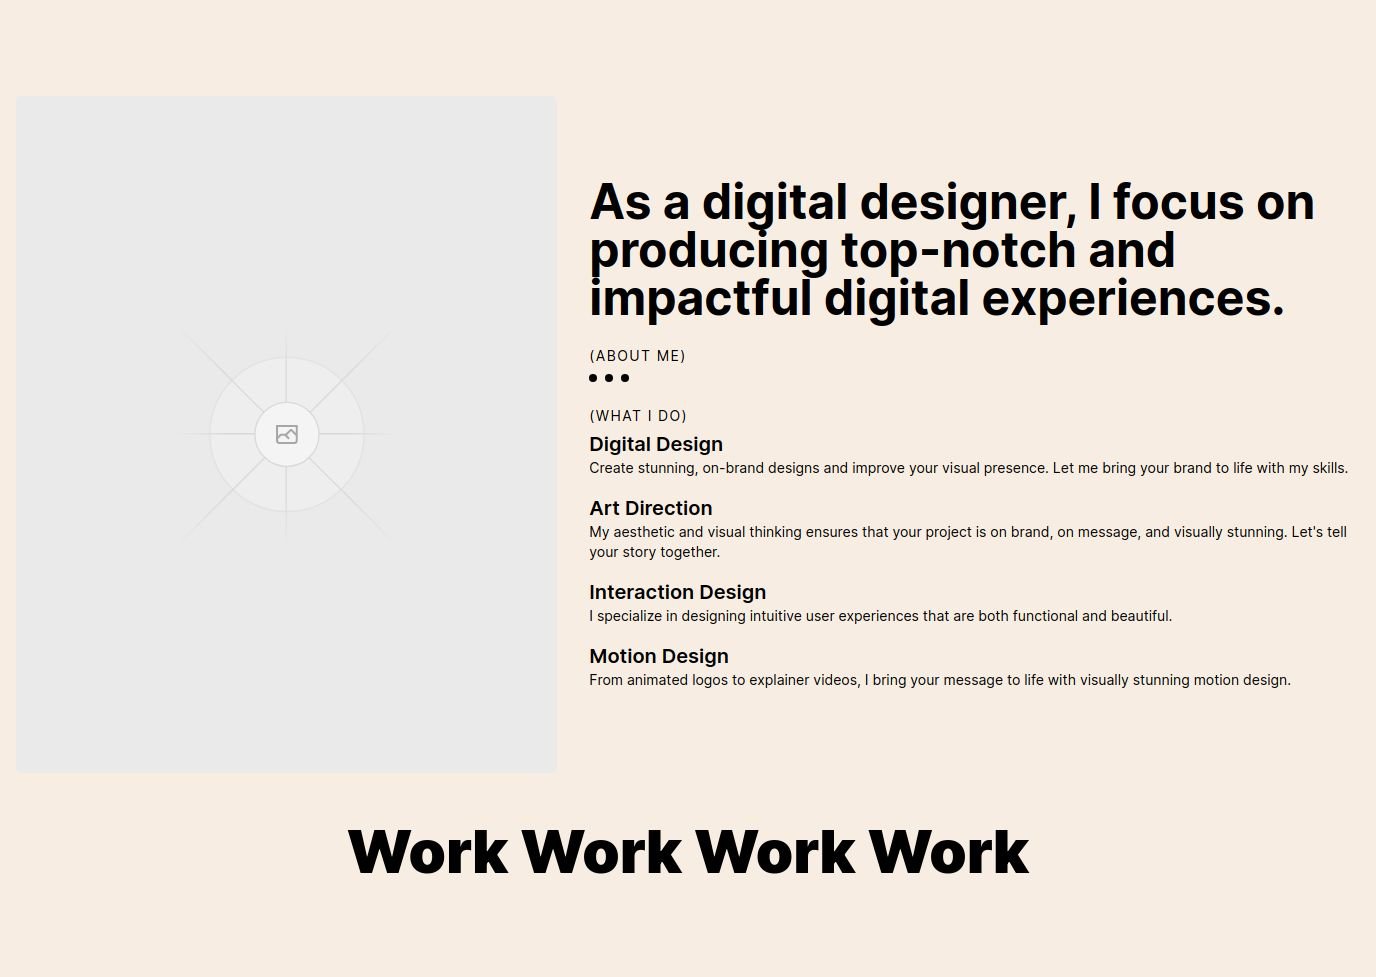 As a digital designer, I focus on
producing top-notch and
impactful digital experiences.
(ABOUT ME)
(WHAT I DO)
Digital Design
Create stunning, on-brand designs and improve your visual presence. Let me bring your brand to life with my skills.
Art Direction
My aesthetic and visual thinking ensures that your project is on brand, on message, and visually stunning. Let's tell
your story together.
Interaction Design
I specialize in designing intuitive user experiences that are both functional and beautiful.
Motion Design
From animated logos to explainer videos, I bring your message to life with visually stunning motion design.
Work Work Work Work